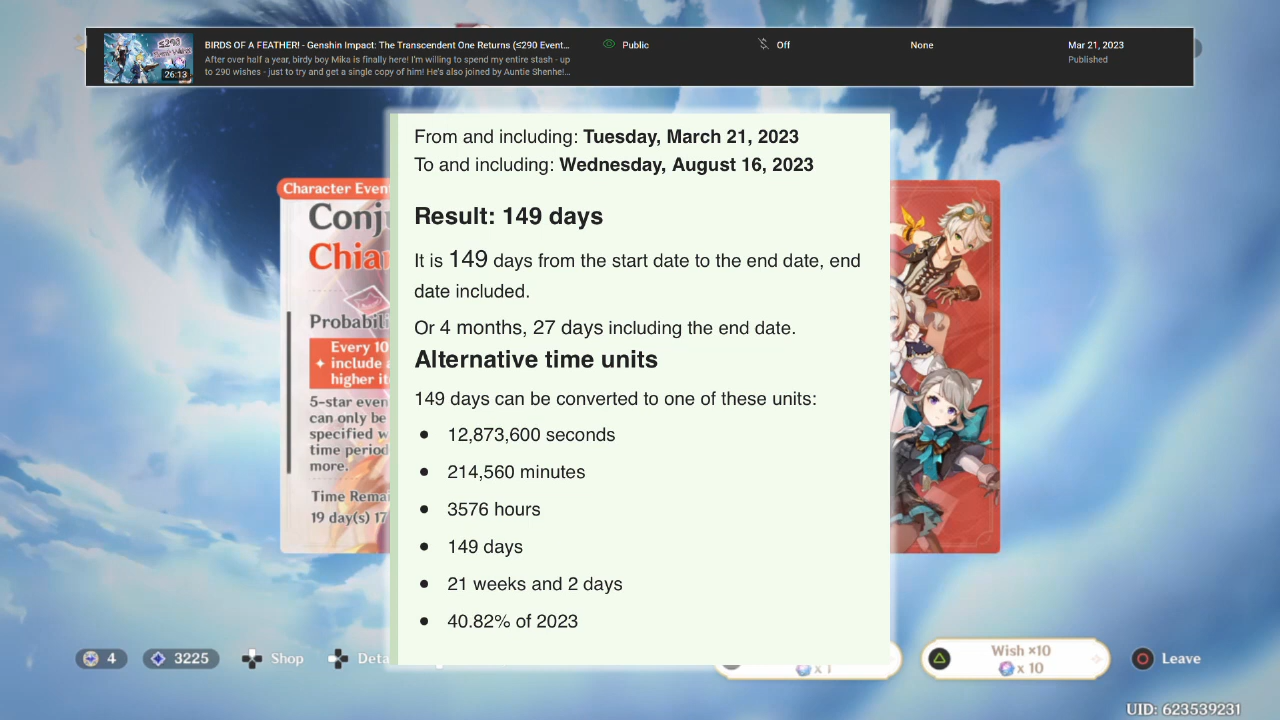 BIRDS OF A FEATHER! - Genshin Impact: The Transcendent One Returns (≤290 Event...
Public
Off
None
Mar 21, 2023
After over half a year, birdy boy Mika is finally here! I'm willing to spend my entire stash - up
Published
to 290 wishes - just to try and get a single copy of him! He's also joined by Auntie Shenhe!...
26:13
≤290
From and including: Tuesday, March 21, 2023
To and including: Wednesday, August 16, 2023
Result: 149 days
It is 149 days from the start date to the end date, end
date included.
Or 4 months, 27 days including the end date.
Alternative time units
149 days can be converted to one of these units:
12,873,600 seconds
214,560 minutes
3576 hours
149 days
21 weeks and 2 days
40.82% of 2023
Character Even
Conj
Chia
Probabili
Every 10
include a
higher it
5-star even
can only be
specified w
time period
more.
Time Rema
19 day(s) 17
4
3225
Shop
Deta
x 1
Wish ×10
x 10
Leave
UID: 623539231